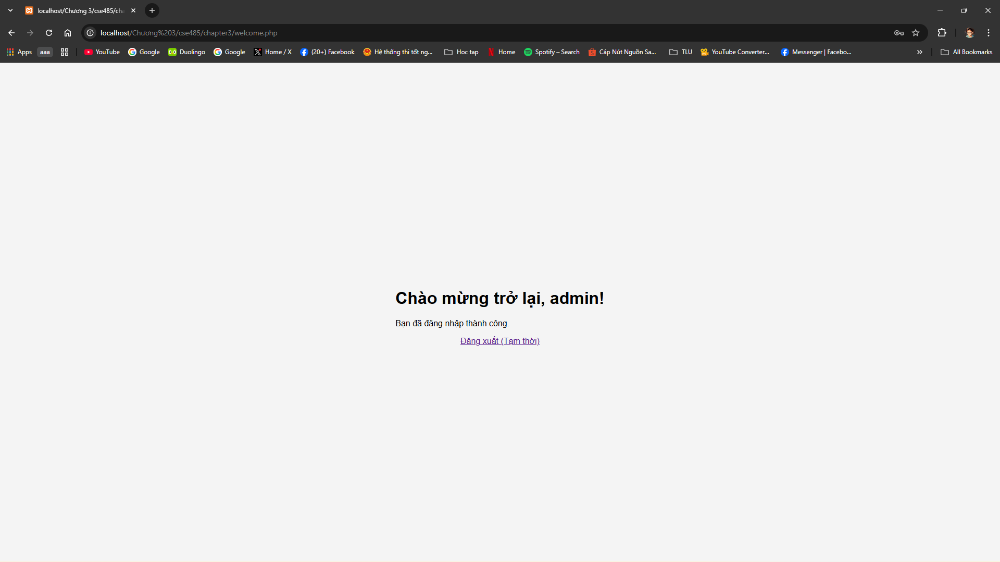 localhost/Chương 3/cse485/cha
localhost/Chương%203/cse485/chapter3/welcome.php
Apps aaa YouTube Google Duolingo Google Home / X (20+) Facebook Hệ thống thi tốt ng... Hoc tap Home Spotify – Search Cáp Nút Nguồn Sa... TLU YouTube Converter... Messenger | Facebo... All Bookmarks
Chào mừng trở lại, admin!
Bạn đã đăng nhập thành công.
Đăng xuất (Tạm thời)